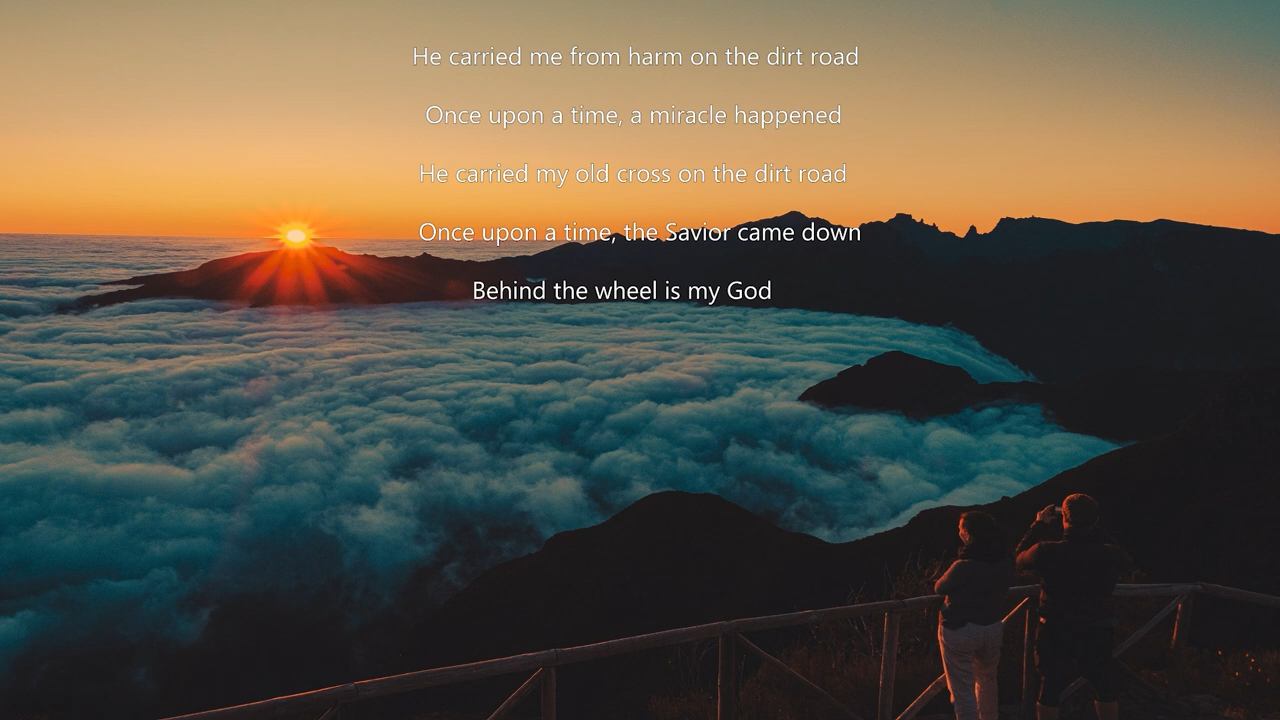 He carried me from harm on the dirt road
Once upon a time, a miracle happened
He carried my old cross on the dirt road
Once upon a time, the Savior came down
Behind the wheel is my God